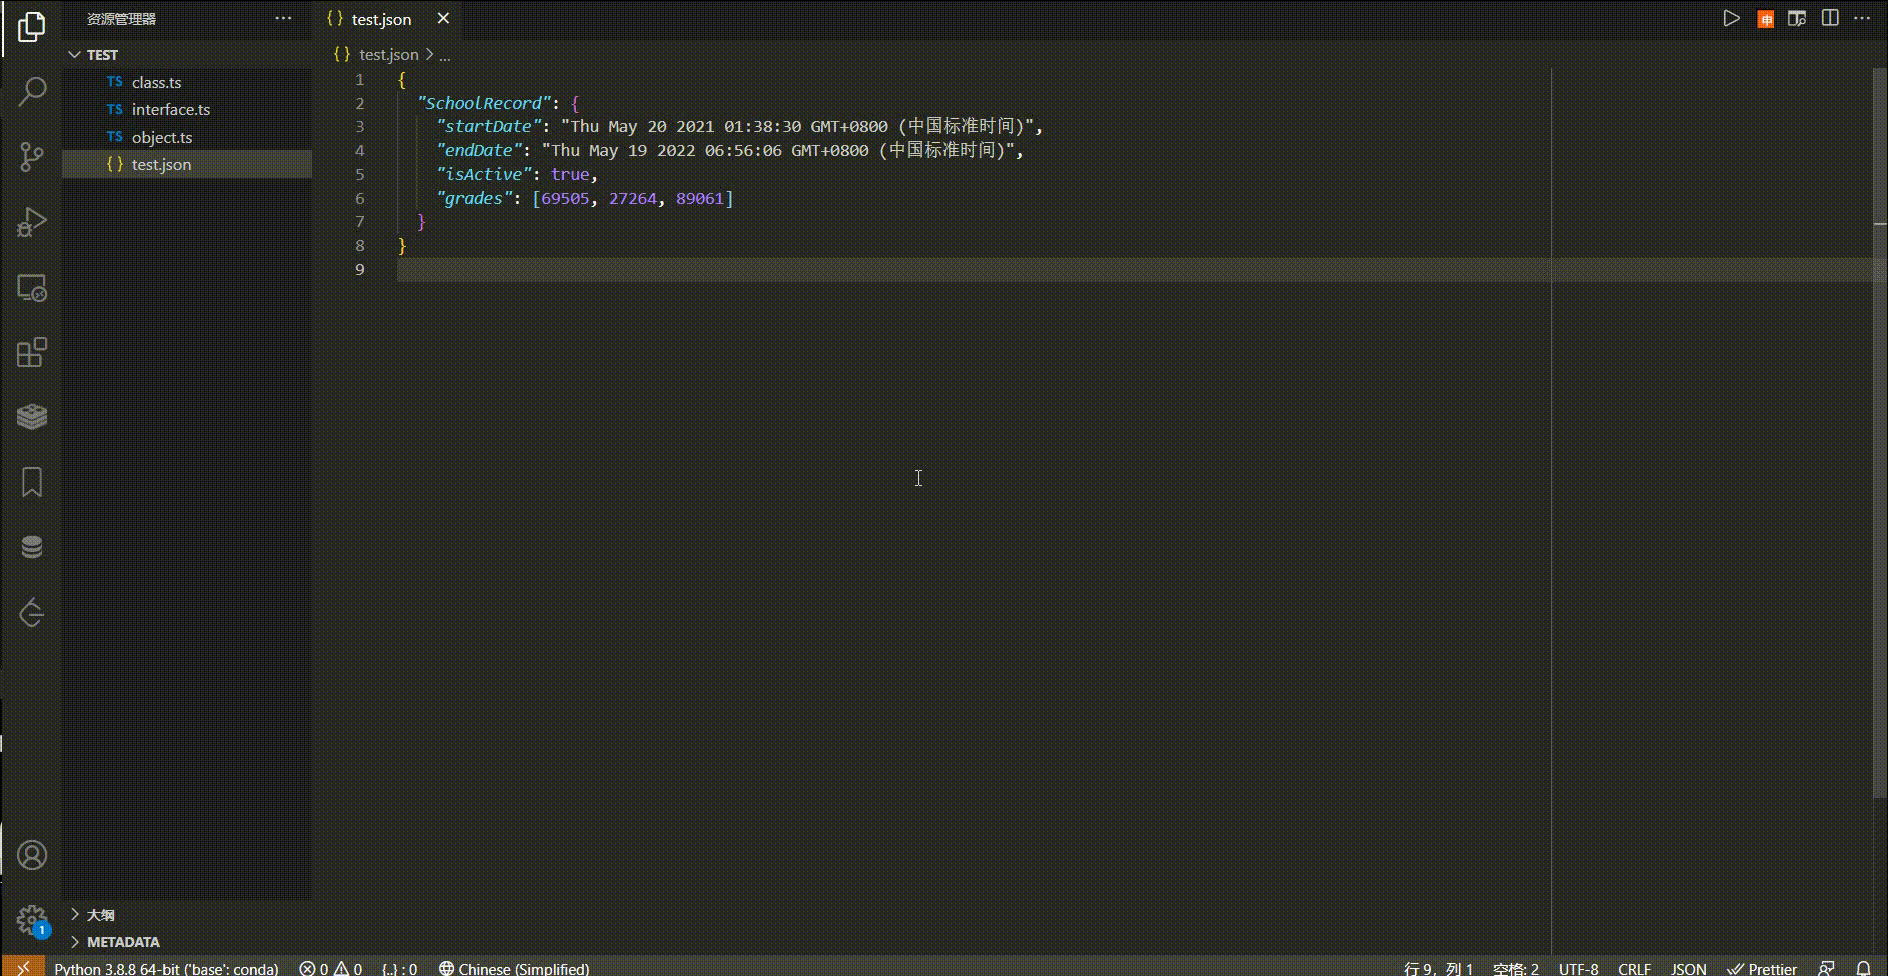 资源管理器
TEST
TS class.ts
TS interface.ts
TS object.ts
{ } test.json
大纲
METADATA
{ } test.json
{ } test.json > ...
1 {
2 "SchoolRecord": {
3 "startDate": "Thu May 20 2021 01:38:30 GMT+0800 (中国标准时间)",
4 "endDate": "Thu May 19 2022 06:56:06 GMT+0800 (中国标准时间)",
5 "isActive": true,
6 "grades": [69505, 27264, 89061]
7 }
8 }
9
申
1
Python 3.8.8 64-bit ('base': conda) 0 0 {..} : 0 Chinese (Simplified) 行 9，列 1 空格: 2 UTF-8 CRLF JSON Prettier